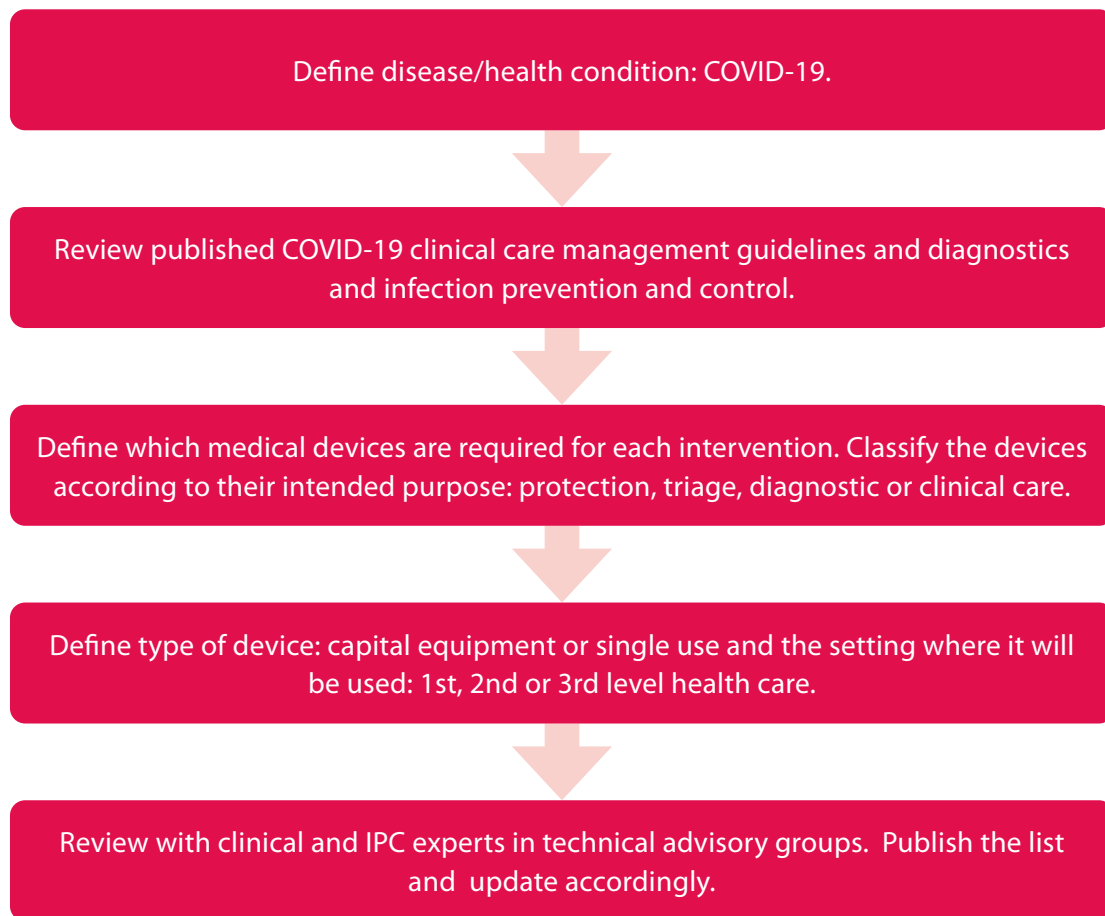 Define disease/health condition: COVID-19.
Review published COVID-19 clinical care management guidelines and diagnostics
and infection prevention and control.
Define which medical devices are required for each intervention. Classify the devices
according to their intended purpose: protection, triage, diagnostic or clinical care.
Define type of device: capital equipment or single use and the setting where it will
be used: 1st, 2nd or 3rd level health care.
Review with clinical and IPC experts in technical advisory groups.  Publish the list
and  update accordingly.